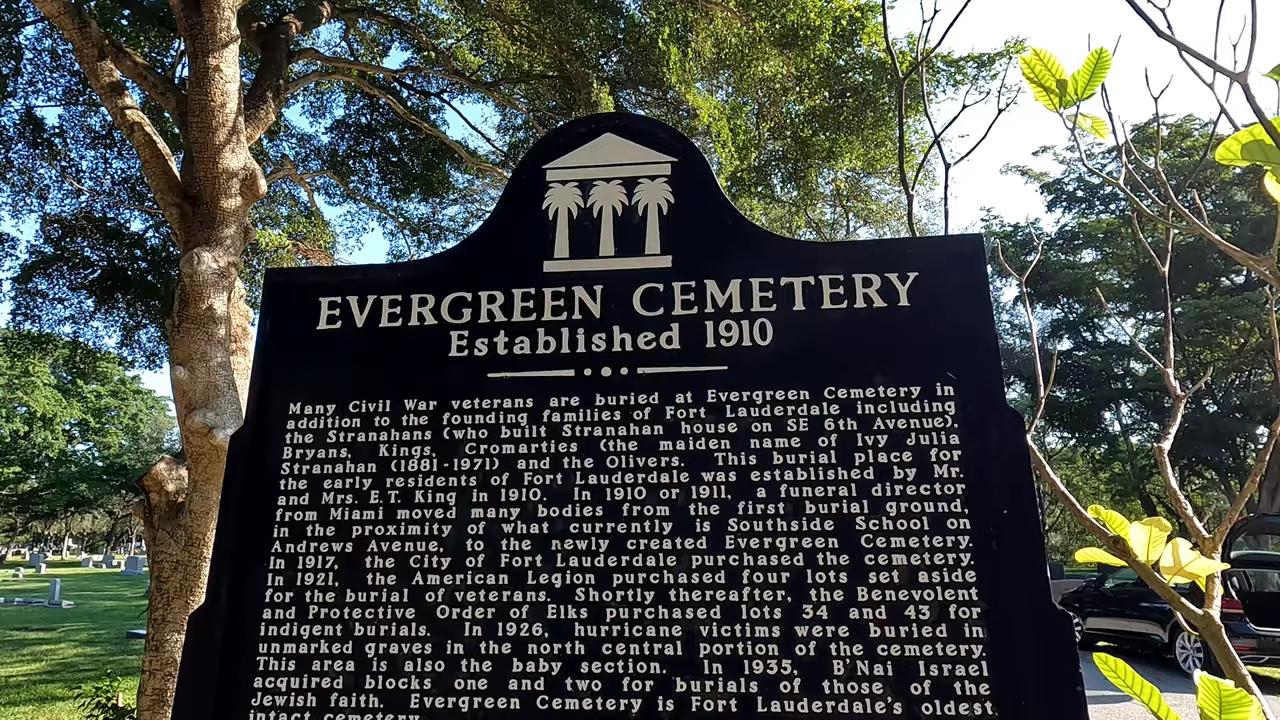 EVERGREEN CEMETERY
Established 1910
Many Civil War veterans are buried at Evergreen Cemetery in
addition to the founding families of Fort Lauderdale including
the Stranahans (who built Stranahan house on SE 6th Avenue),
Bryans, Kings, Cromarties (the maiden name of Ivy Julia
Stranahan (1881-1971) and the Olivers. This burial place for
the early residents of Fort Lauderdale was established by Mr.
and Mrs. E.T. King in 1910. In 1910 or 1911, a funeral director
from Miami moved many bodies from the first burial ground,
in the proximity of what currently is Southside School on
Andrews Avenue, to the newly created Evergreen Cemetery.
In 1917, the City of Fort Lauderdale purchased the cemetery.
In 1921, the American Legion purchased four lots set aside
for the burial of veterans. Shortly thereafter, the Benevolent
and Protective Order of Elks purchased lots 34 and 43 for
indigent burials. In 1926, hurricane victims were buried in
unmarked graves in the north central portion of the cemetery.
This area is also the baby section. In 1935, B'Nai Israel
acquired blocks one and two for burials of those of the
Jewish faith. Evergreen Cemetery is Fort Lauderdale's oldest
intact cemetery